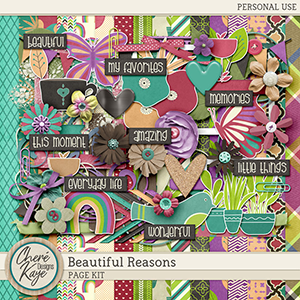 PERSONAL USE
beautiful
my favorites
memories
this moment
amazing
little things
everyday life
wonderful
Cheré
Kaye
Designs
Beautiful Reasons
PAGE KIT